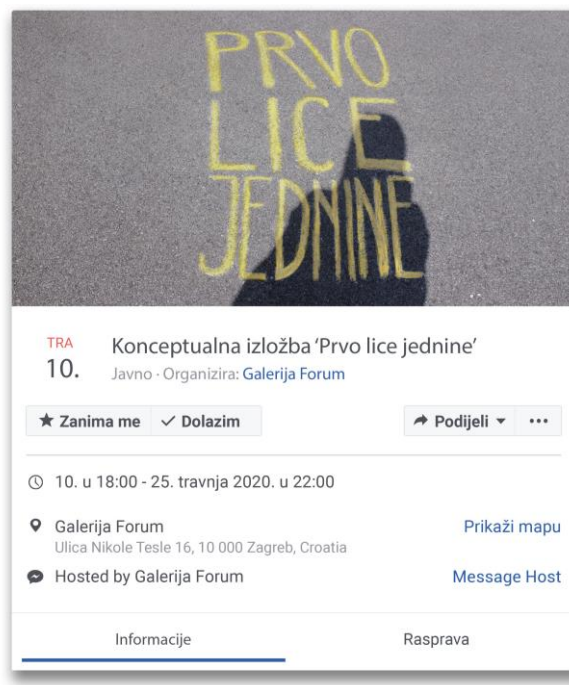 PRVO
LICE
JEDNINE
TRA
10.
Konceptualna izložba ‘Prvo lice jednine’
Javno · Organizira: Galerija Forum
Zanima me
Dolazim
Podijeli
10. u 18:00 - 25. travnja 2020. u 22:00
Galerija Forum
Prikaži mapu
Ulica Nikole Tesle 16, 10 000 Zagreb, Croatia
Hosted by Galerija Forum
Message Host
Informacije
Rasprava